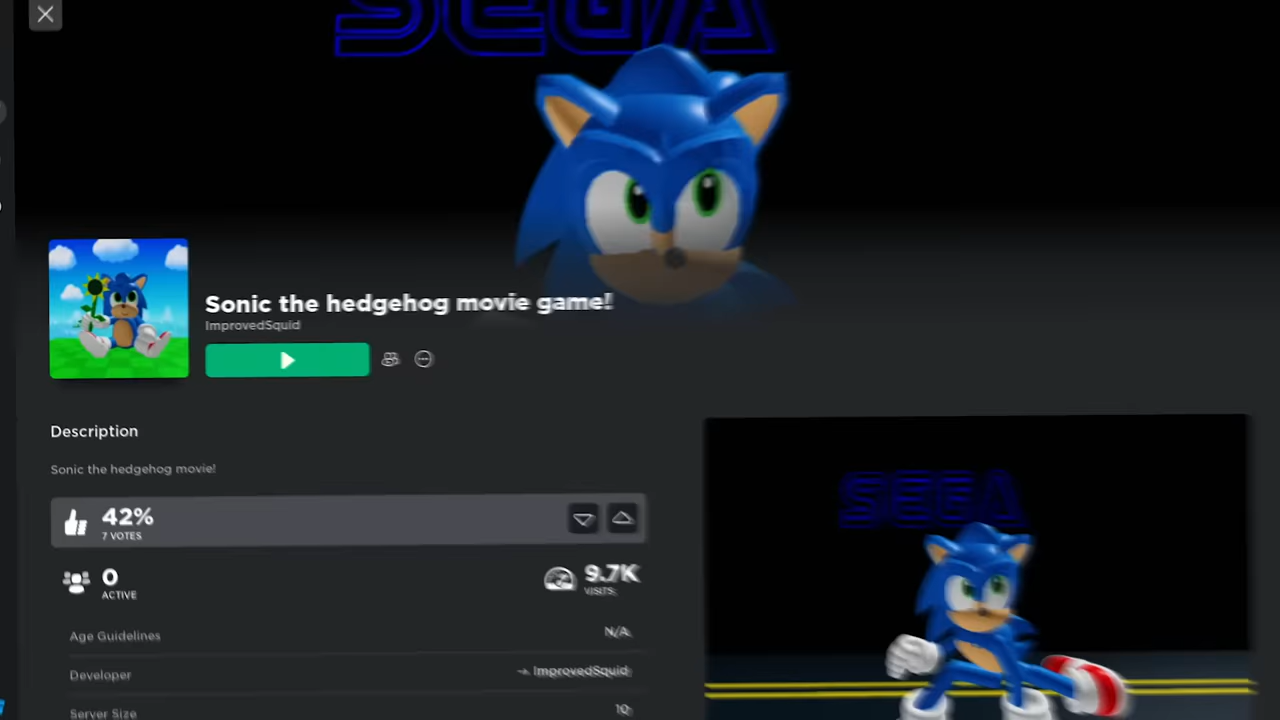 SEGA
Sonic the hedgehog movie game!
ImprovedSquid
Description
Sonic the hedgehog movie!
42%
7 VOTES
0
ACTIVE
9.7K
VISITS
Age Guidelines
N/A
Developer
→ ImprovedSquid
Server Size
10
SEGA